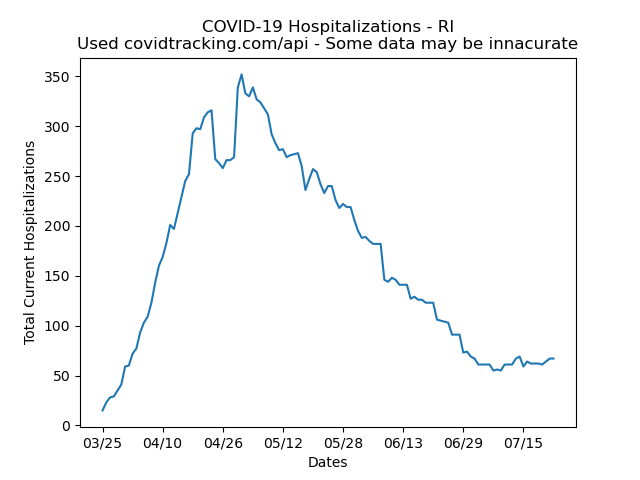 COVID-19 Hospitalizations - RI
Used covidtracking.com/api - Some data may be innacurate
350
300
250
200
150
100
50
0
Total Current Hospitalizations
03/25 04/10 04/26 05/12 05/28 06/13 06/29 07/15
Dates